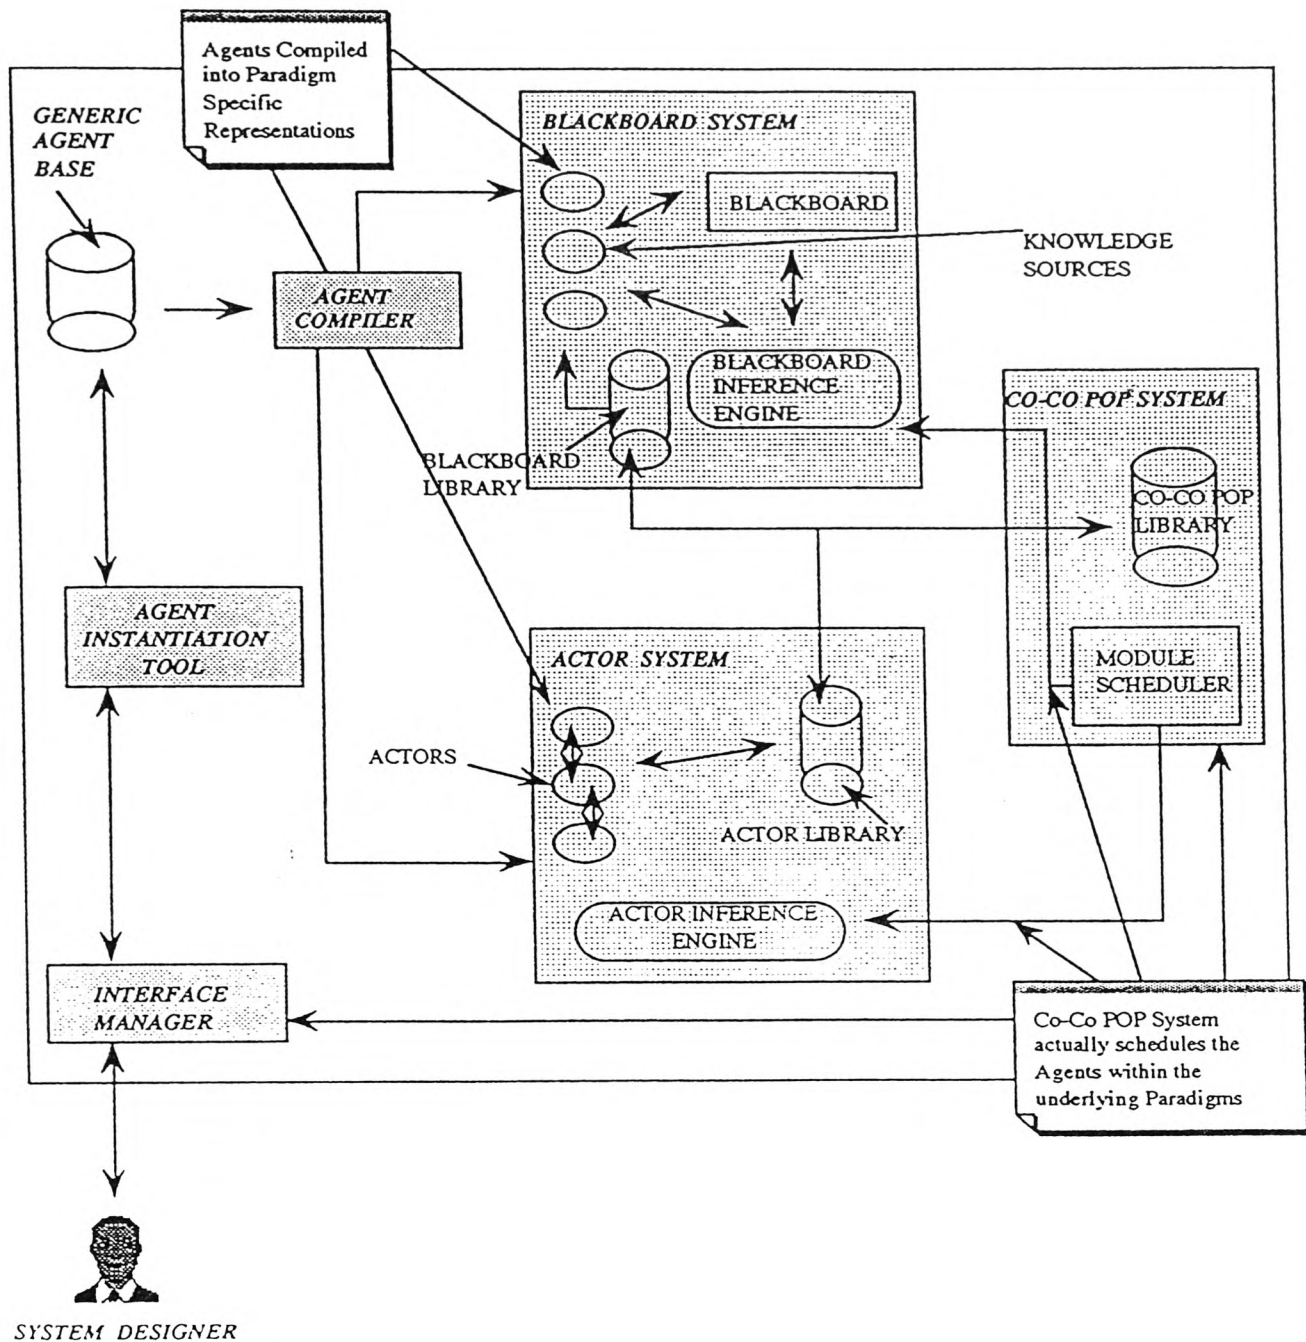 Agents Compiled
into Paradigm
Specific
Representations
GENERIC
AGENT
BASE
BLACKBOARD SYSTEM
BLACKBOARD
KNOWLEDGE
SOURCES
AGENT
COMPILER
BLACKBOARD
INFERENCE
ENGINE
CO-CO POP SYSTEM
BLACKBOARD
LIBRARY
CO-CO POP
LIBRARY
AGENT
INSTANTIATION
TOOL
ACTOR SYSTEM
MODULE
SCHEDULER
ACTORS
ACTOR LIBRARY
ACTOR INFERENCE
ENGINE
INTERFACE
MANAGER
Co-Co POP System
actually schedules the
Agents within the
underlying Paradigms
SYSTEM DESIGNER